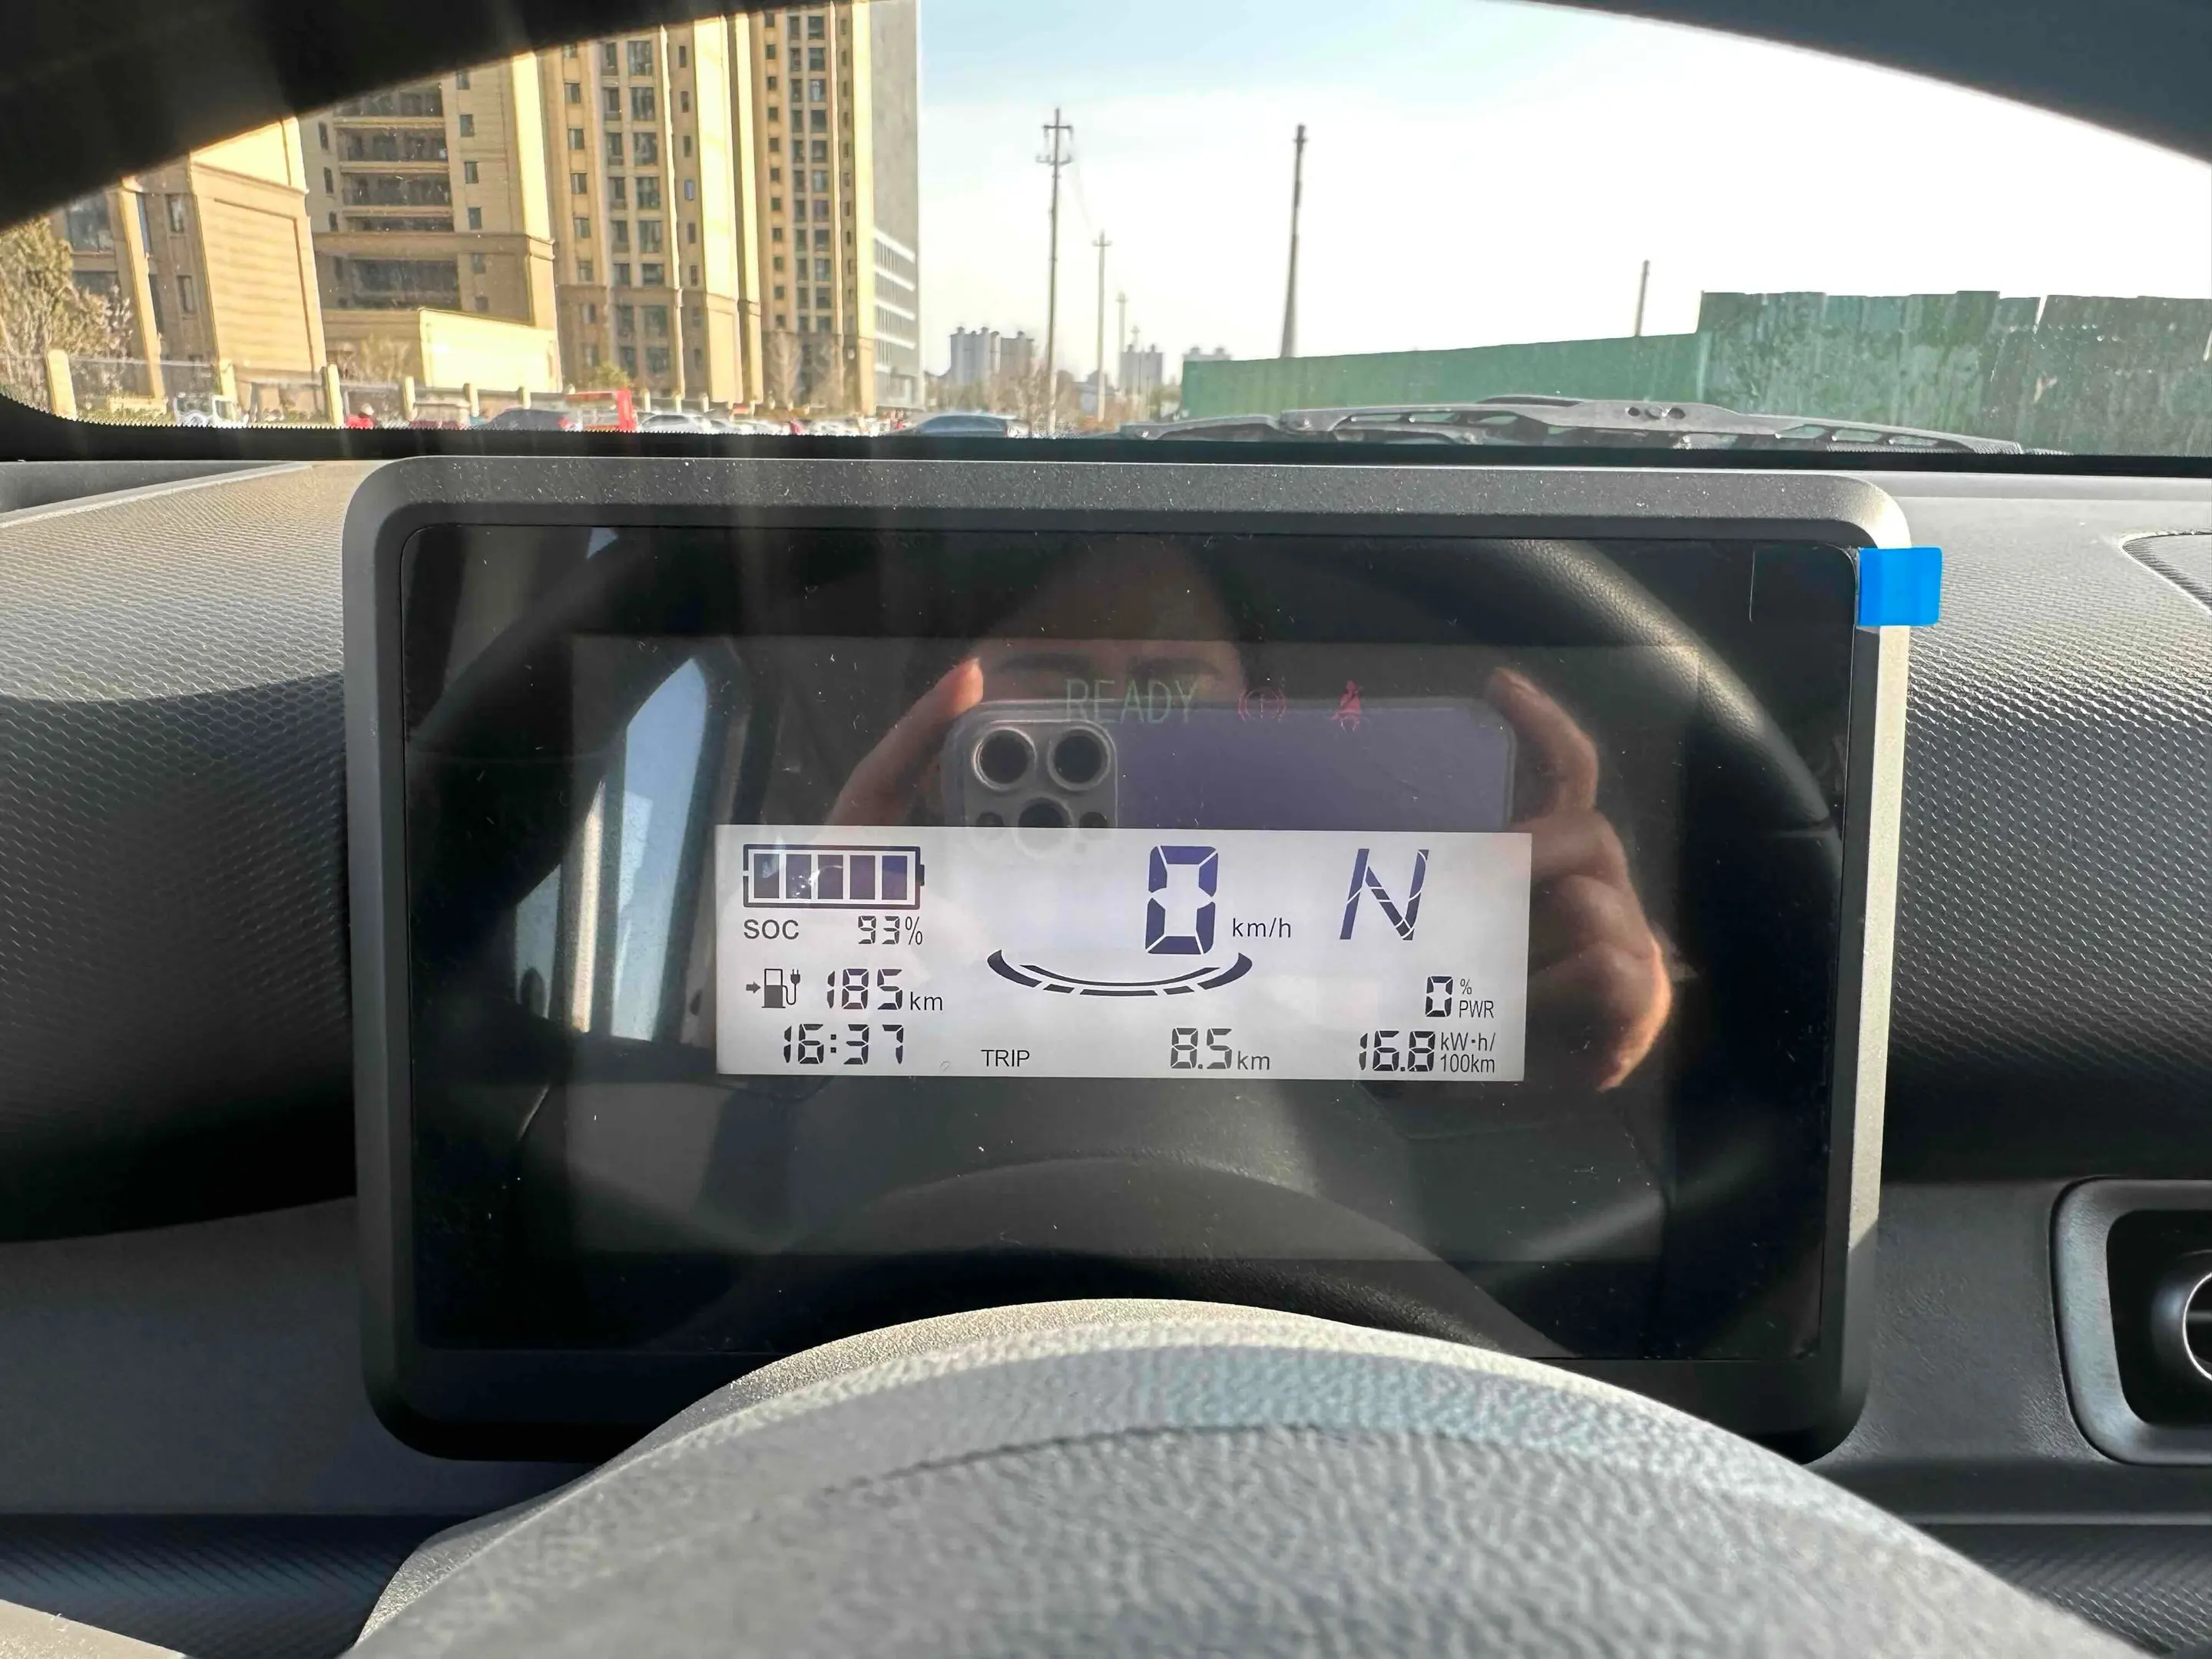 READY
0 km/h N
SOC 93%
185 km
0 % PWR
16:37 TRIP 8.5 km 16.8 kW·h/100km